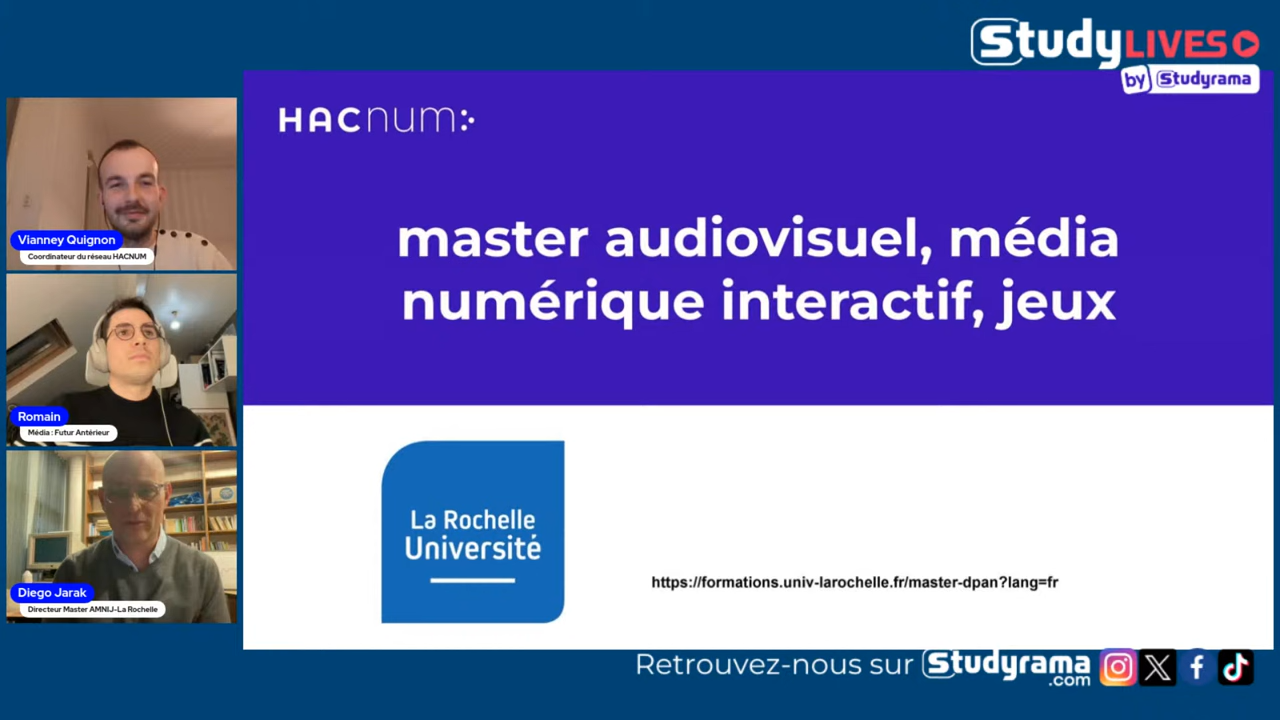 StudyLIVES
by Studyrama
HACnum
master audiovisuel, média
numérique interactif, jeux
Vianney Quignon
Coordinateur du réseau HACNUM
Romain
Média : Futur Antérieur
Diego Jarak
Directeur Master AMNIJ-La Rochelle
La Rochelle
Université
https://formations.univ-larochelle.fr/master-dpan?lang=fr
Retrouvez-nous sur Studyrama
.com